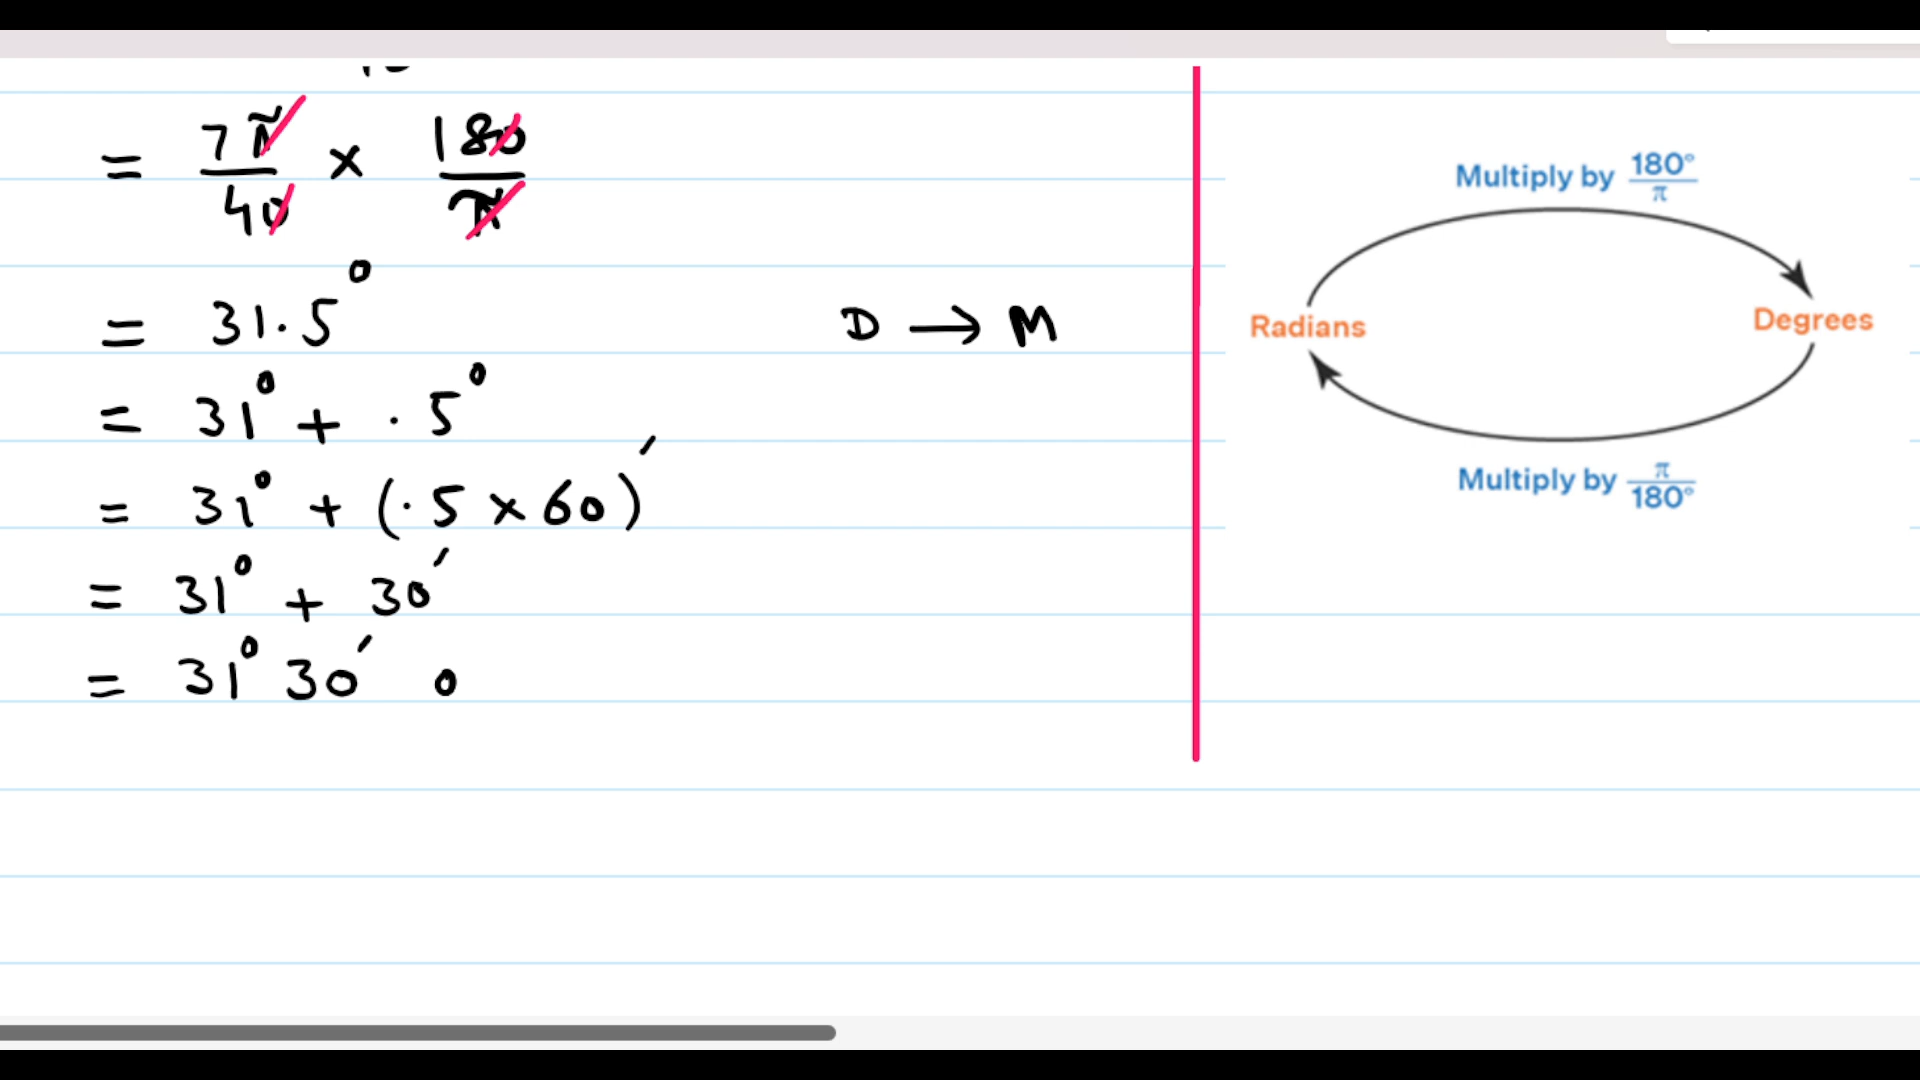 = 7π/40 × 180/π
= 31.5°
D → M
= 31° + .5°
= 31° + (.5 × 60)′
= 31° + 30′
= 31° 30′ 0
Multiply by 180°/π
Radians
Degrees
Multiply by π/180°